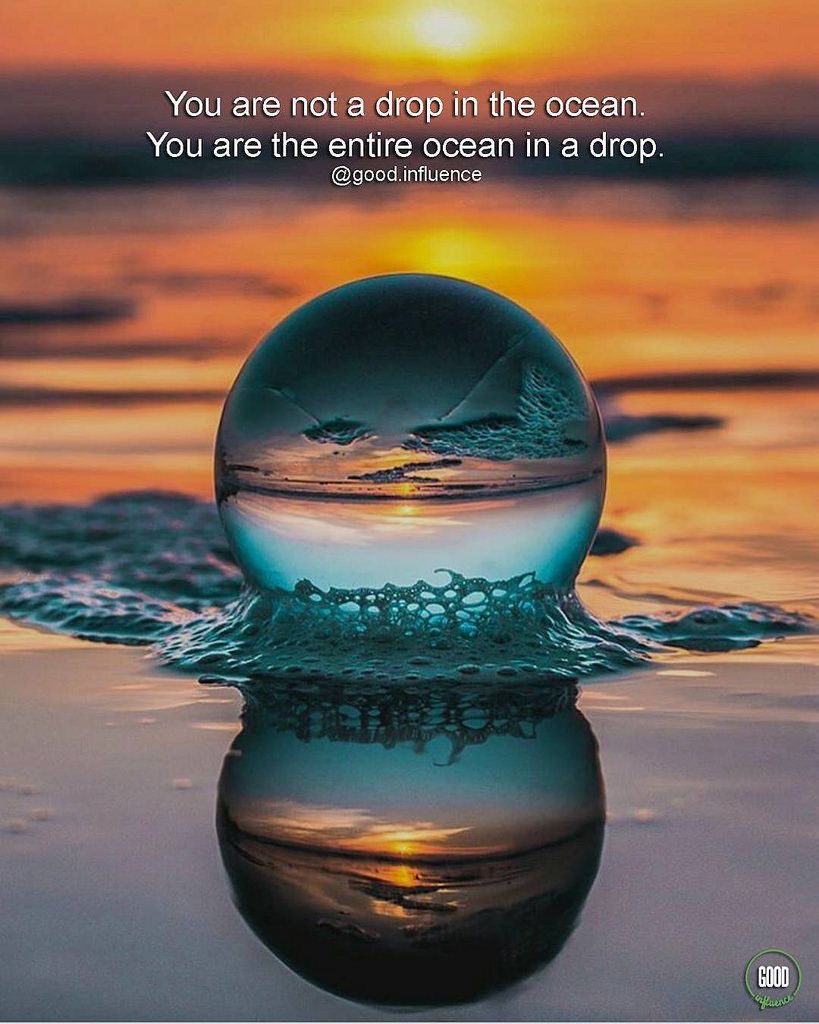 You are not a drop in the ocean.
You are the entire ocean in a drop.
@good.influence
GOOD
influence